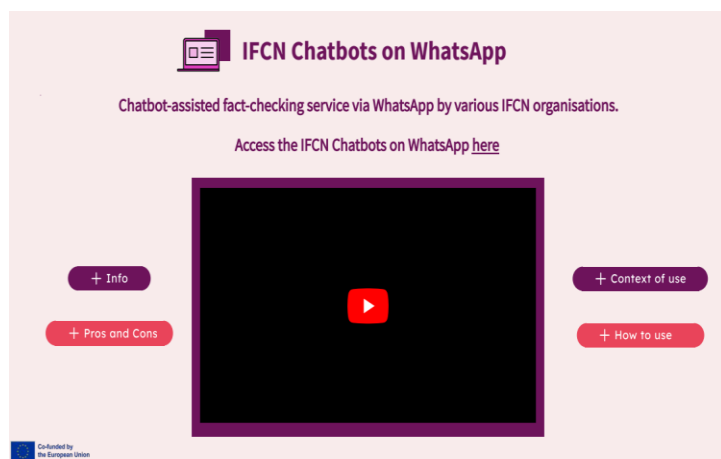 IFCN Chatbots on WhatsApp
Chatbot-assisted fact-checking service via WhatsApp by various IFCN organisations.
Access the IFCN Chatbots on WhatsApp here
+ Info
+ Context of use
+ Pros and Cons
+ How to use
Co-funded by
the European Union